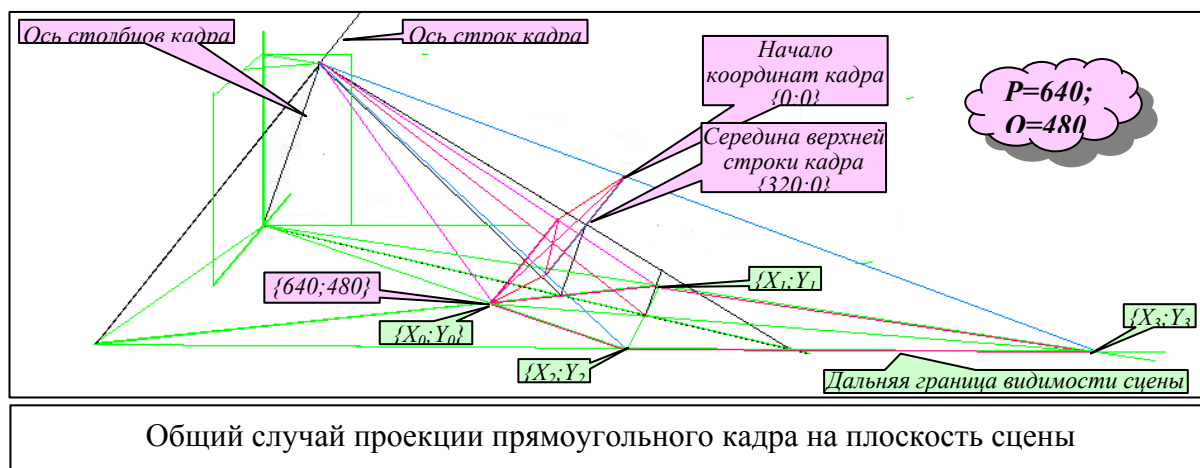 Ось столбцов кадра
Ось строк кадра
Начало
координат кадра
{0;0}
P=640;
Q=480
Середина верхней
строки кадра
{320;0}
{640;480}
{X₁;Y₁
{X₀;Y₀}
{X₃;Y₃
{X₂;Y₂
Дальняя граница видимости сцены
Общий случай проекции прямоугольного кадра на плоскость сцены